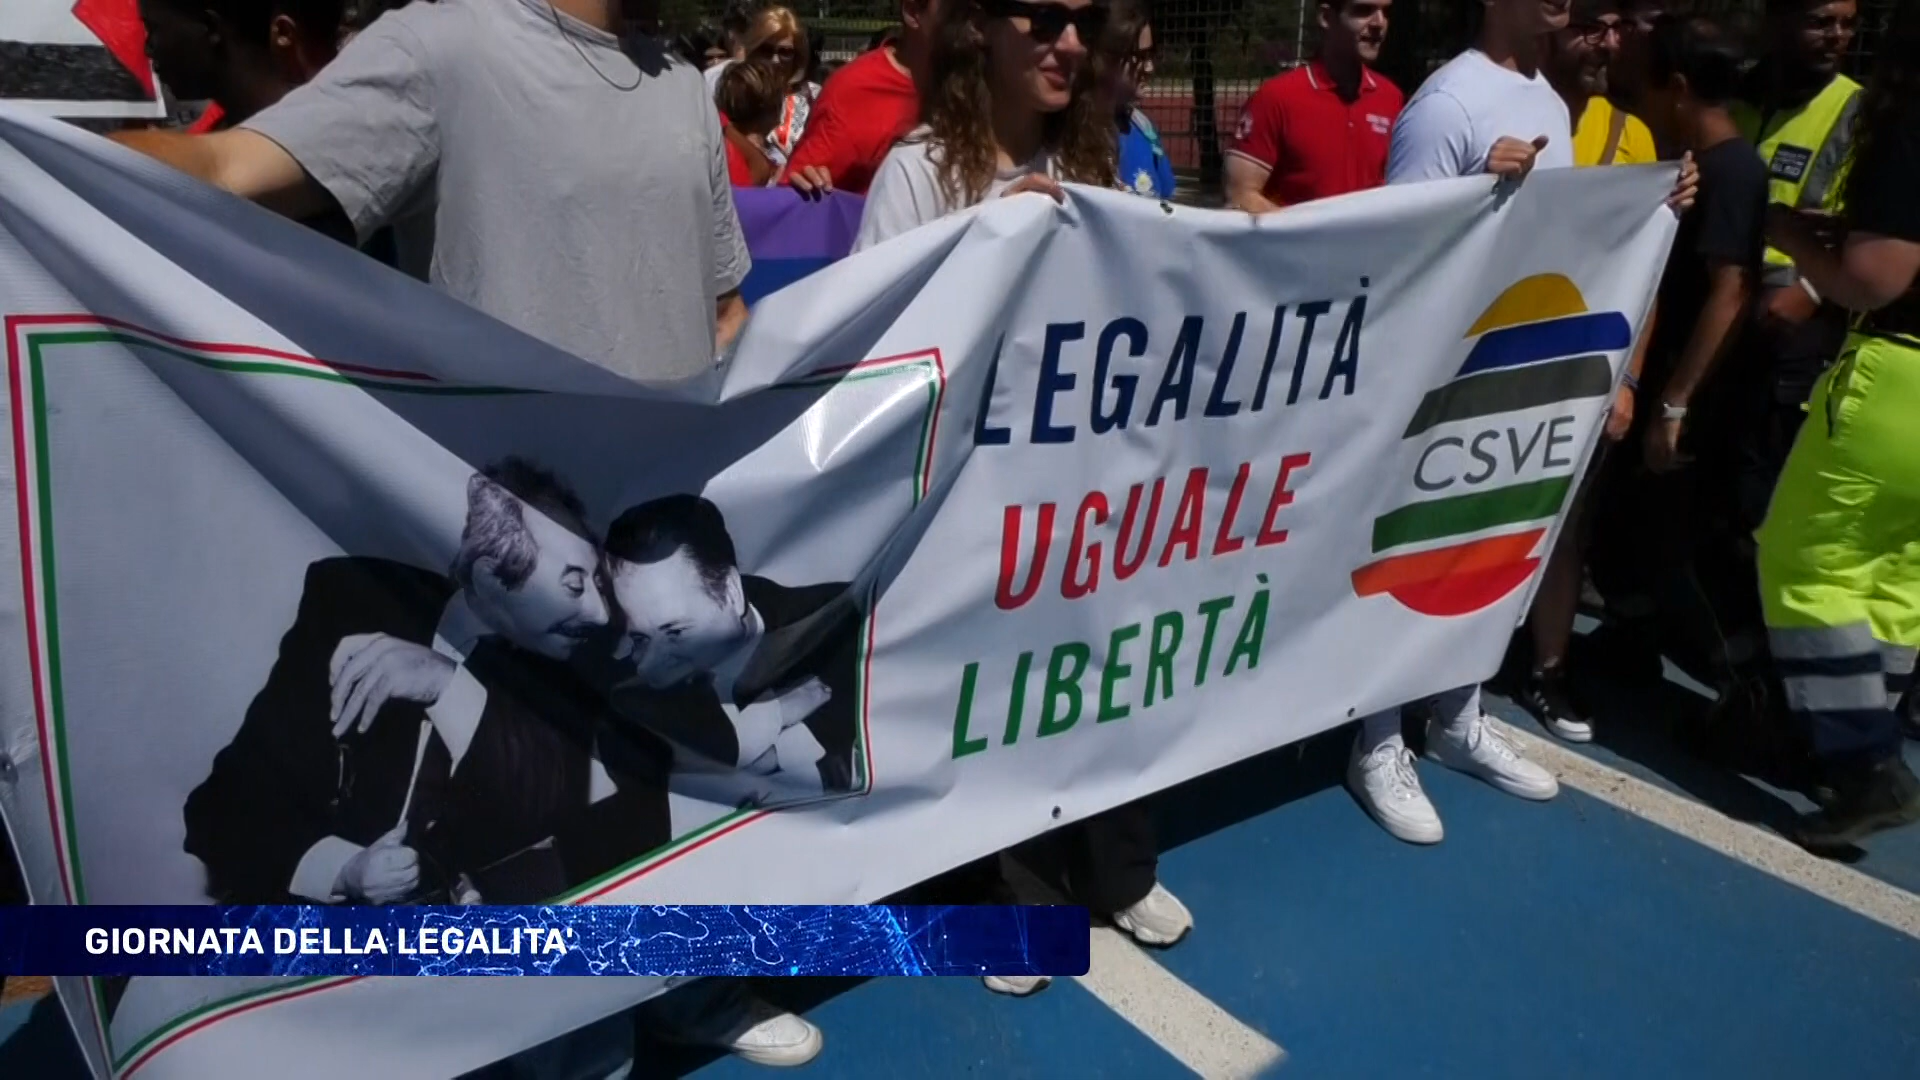 LEGALITÀ
UGUALE
LIBERTÀ
CSVE
GIORNATA DELLA LEGALITA'